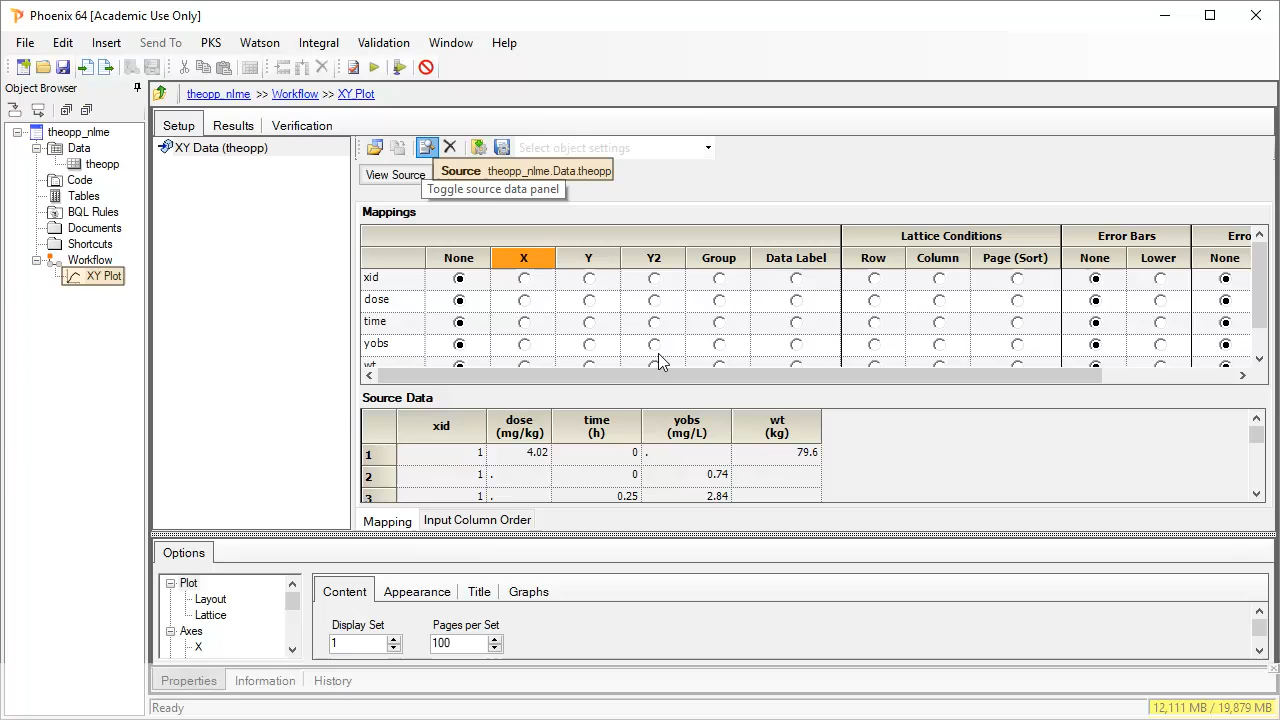 Phoenix 64 [Academic Use Only]
File Edit Insert Send To PKS Watson Integral Validation Window Help
Object Browser
theopp_nlme
Data
theopp
Code
Tables
BQL Rules
Documents
Shortcuts
Workflow
XY Plot
theopp_nlme >> Workflow >> XY Plot
Setup Results Verification
XY Data (theopp)
Select object settings
View Source
Source theopp_nlme.Data.theopp
Toggle source data panel
Mappings
Lattice Conditions Error Bars Erro
None X Y Y2 Group Data Label Row Column Page (Sort) None Lower None
xid
dose
time
yobs
wt
Source Data
xid dose (mg/kg) time (h) yobs (mg/L) wt (kg)
1 1 4.02 0 . 79.6
2 1 . 0 0.74
3 1 . 0.25 2.84
Mapping Input Column Order
Options
Plot
Layout
Lattice
Axes
X
Content Appearance Title Graphs
Display Set Pages per Set
1 100
Properties Information History
Ready 12,111 MB / 19,879 MB